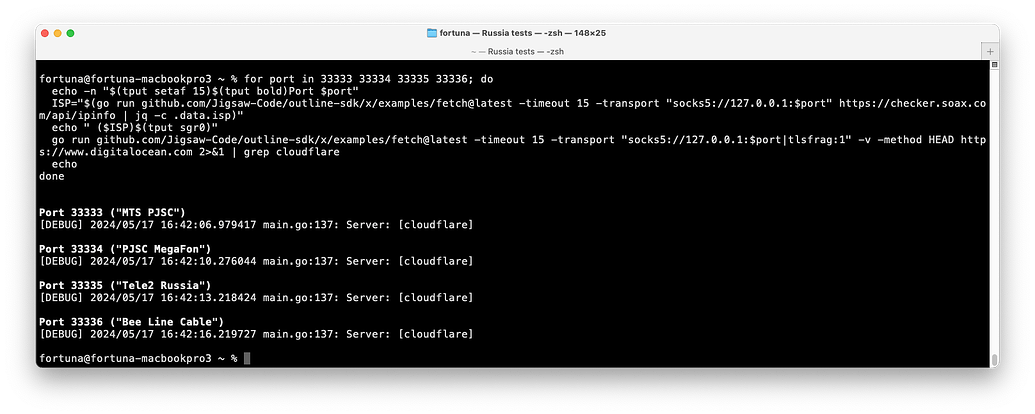 fortuna — Russia tests — -zsh — 148×25
~ — Russia tests — -zsh
+
fortuna@fortuna-macbookpro3 ~ % for port in 33333 33334 33335 33336; do
  echo -n "$(tput setaf 15)$(tput bold)Port $port"
  ISP="$(go run github.com/Jigsaw-Code/outline-sdk/x/examples/fetch@latest -timeout 15 -transport "socks5://127.0.0.1:$port" https://checker.soax.co
m/api/ipinfo | jq -c .data.isp)"
  echo " ($ISP)$(tput sgr0)"
  go run github.com/Jigsaw-Code/outline-sdk/x/examples/fetch@latest -timeout 15 -transport "socks5://127.0.0.1:$port|tlsfrag:1" -v -method HEAD http
s://www.digitalocean.com 2>&1 | grep cloudflare
  echo
done
Port 33333 ("MTS PJSC")
[DEBUG] 2024/05/17 16:42:06.979417 main.go:137: Server: [cloudflare]
Port 33334 ("PJSC MegaFon")
[DEBUG] 2024/05/17 16:42:10.276044 main.go:137: Server: [cloudflare]
Port 33335 ("Tele2 Russia")
[DEBUG] 2024/05/17 16:42:13.218424 main.go:137: Server: [cloudflare]
Port 33336 ("Bee Line Cable")
[DEBUG] 2024/05/17 16:42:16.219727 main.go:137: Server: [cloudflare]
fortuna@fortuna-macbookpro3 ~ %